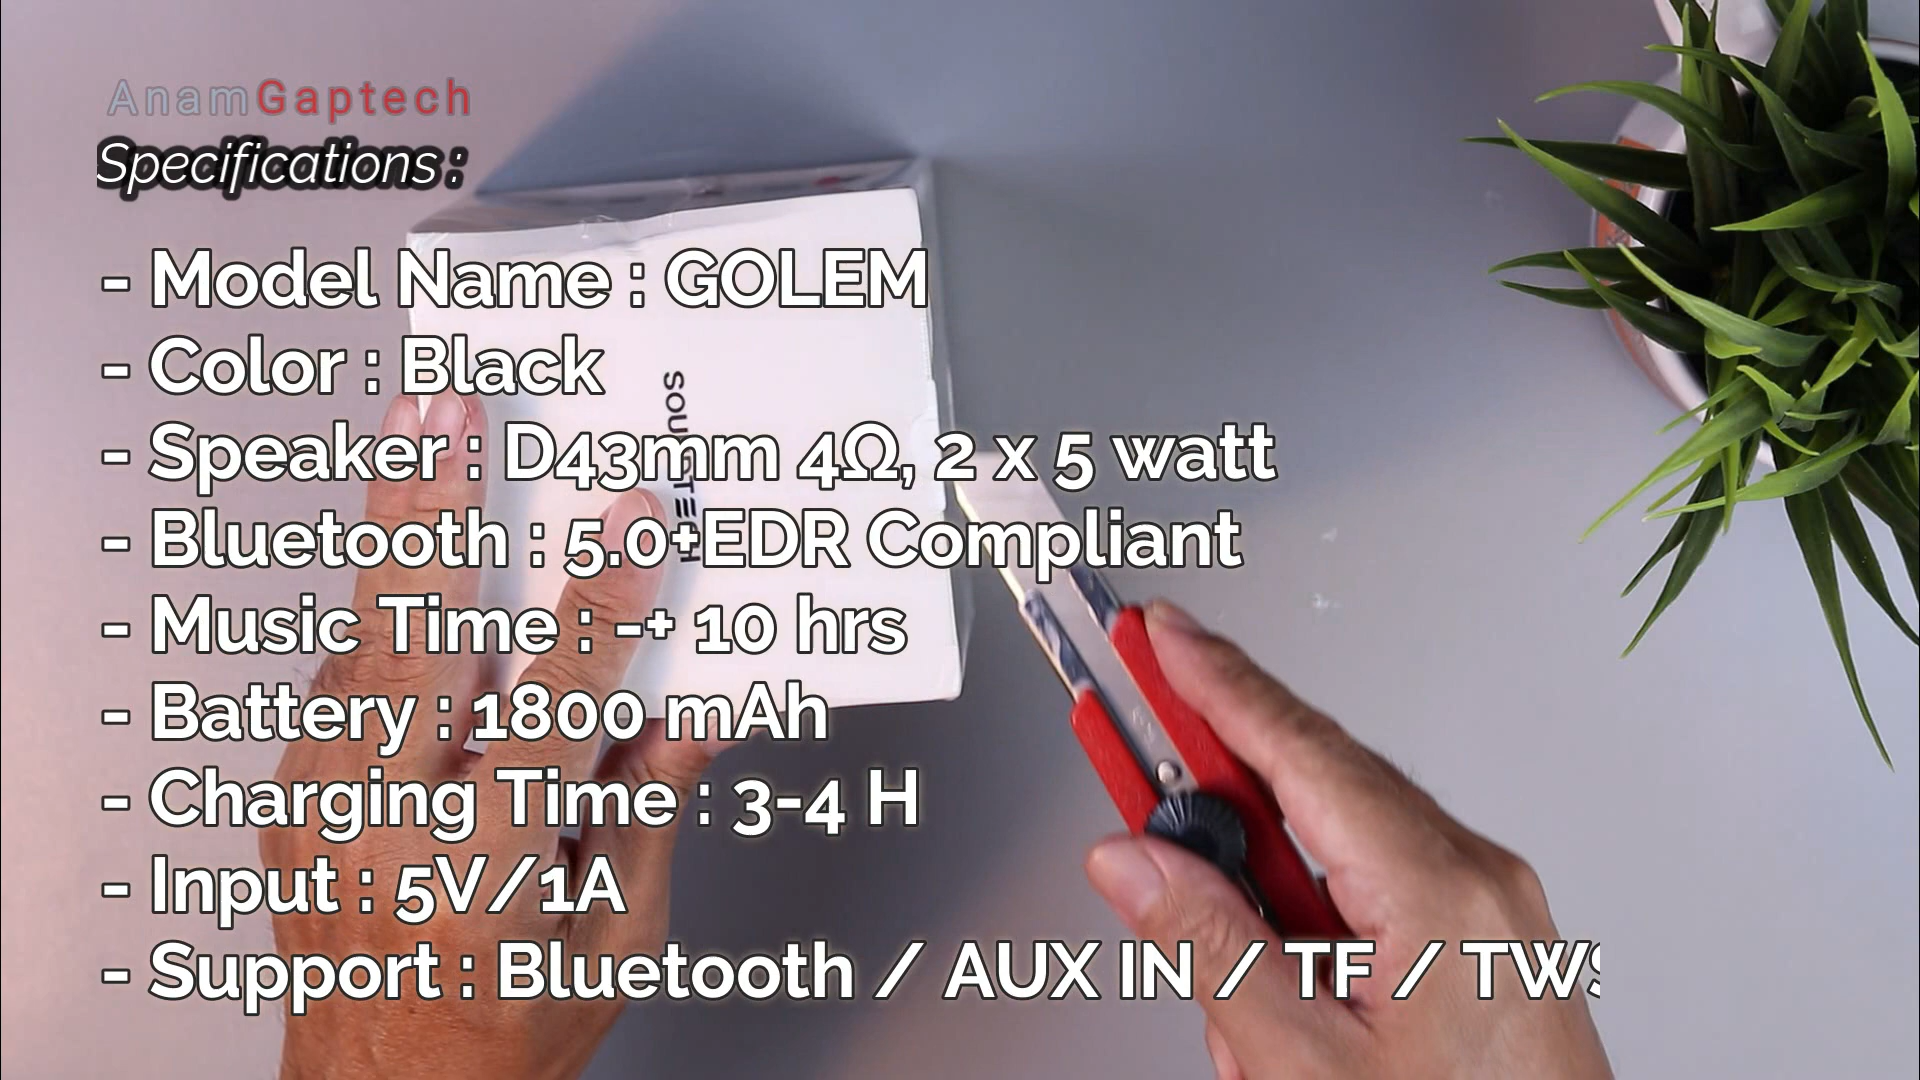 AnamGaptech
Specifications :
- Model Name : GOLEM
- Color : Black
- Speaker : D43mm 4Ω, 2 x 5 watt
- Bluetooth : 5.0+EDR Compliant
- Music Time : -+ 10 hrs
- Battery : 1800 mAh
- Charging Time : 3-4 H
- Input : 5V/1A
- Support : Bluetooth / AUX IN / TF / TWS